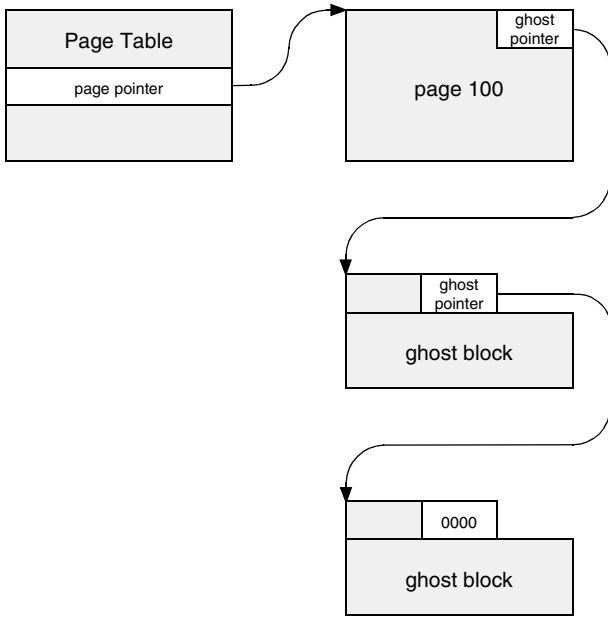 Page Table
page pointer
ghost
pointer
page 100
ghost
pointer
ghost block
0000
ghost block